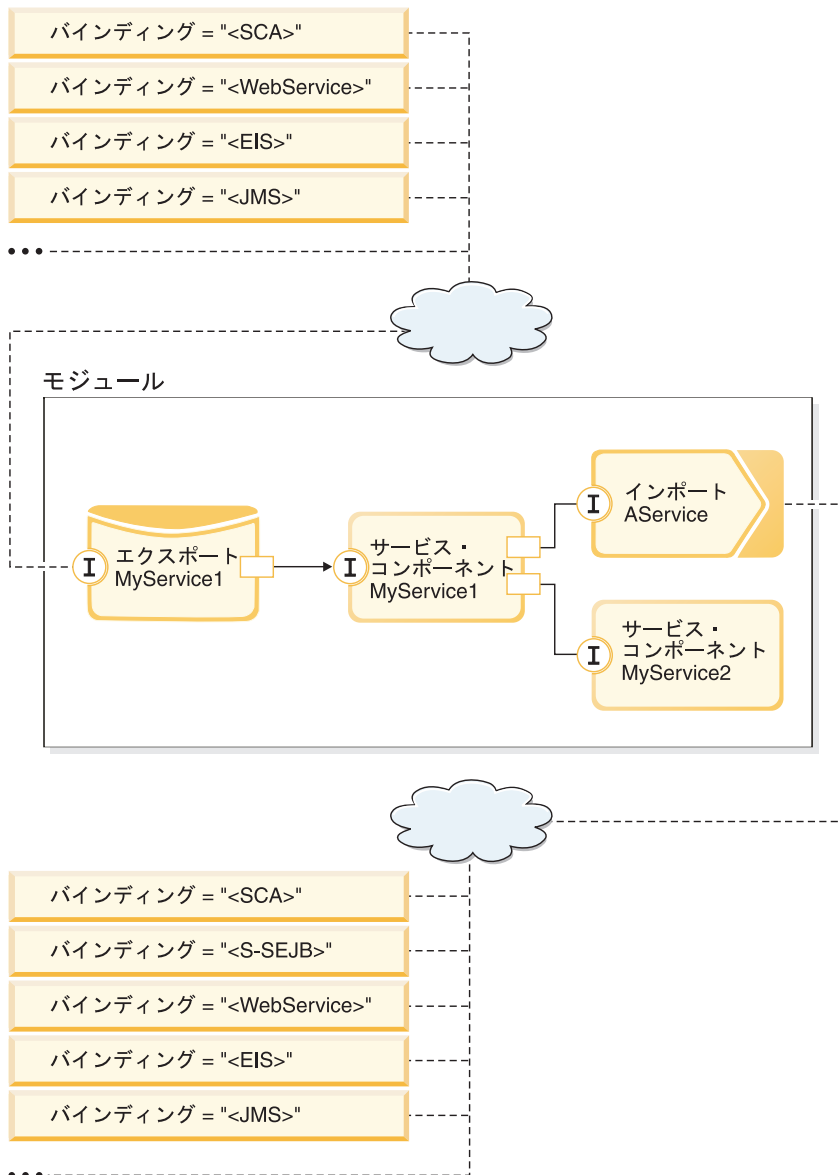 バインディング = "<SCA>"
バインディング = "<WebService>"
バインディング = "<EIS>"
バインディング = "<JMS>"
•••
モジュール
エクスポート
MyService1
サービス・
コンポーネント
MyService1
インポート
AService
サービス・
コンポーネント
MyService2
バインディング = "<SCA>"
バインディング = "<S-SEJB>"
バインディング = "<WebService>"
バインディング = "<EIS>"
バインディング = "<JMS>"
•••